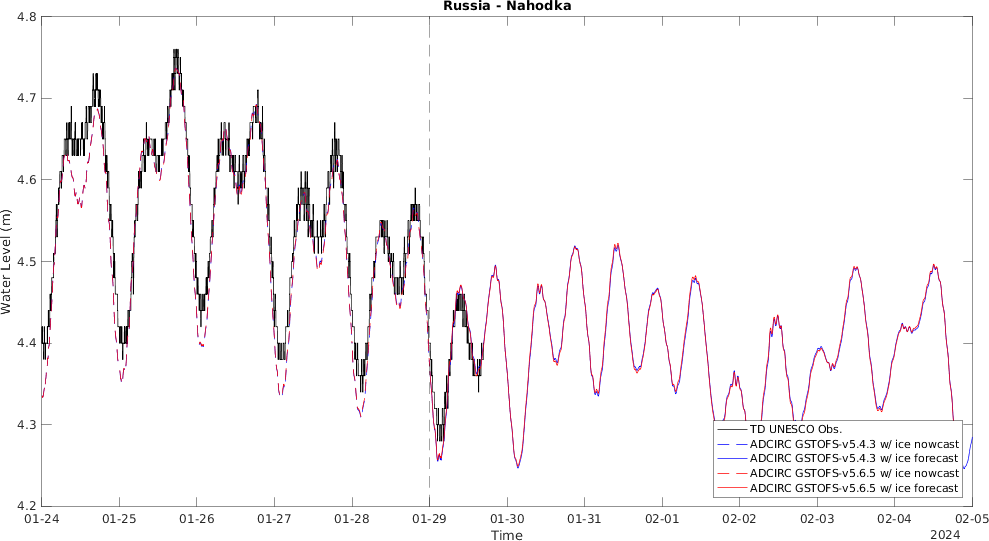 Russia - Nahodka
4.8
4.7
4.6
4.5
4.4
4.3
4.2
Water Level (m)
TD UNESCO Obs.
ADCIRC GSTOFS-v5.4.3 w/ ice nowcast
ADCIRC GSTOFS-v5.4.3 w/ ice forecast
ADCIRC GSTOFS-v5.6.5 w/ ice nowcast
ADCIRC GSTOFS-v5.6.5 w/ ice forecast
01-24 01-25 01-26 01-27 01-28 01-29 01-30 01-31 02-01 02-02 02-03 02-04 02-05
Time
2024